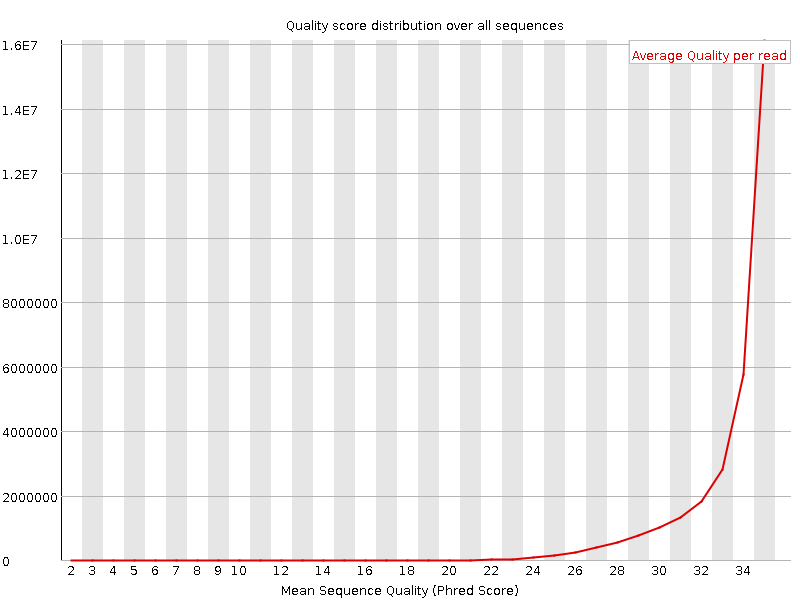 Quality score distribution over all sequences
Average Quality per read
1.6E7
1.4E7
1.2E7
1.0E7
8000000
6000000
4000000
2000000
0
2 3 4 5 6 7 8 9 10 12 14 16 18 20 22 24 26 28 30 32 34
Mean Sequence Quality (Phred Score)